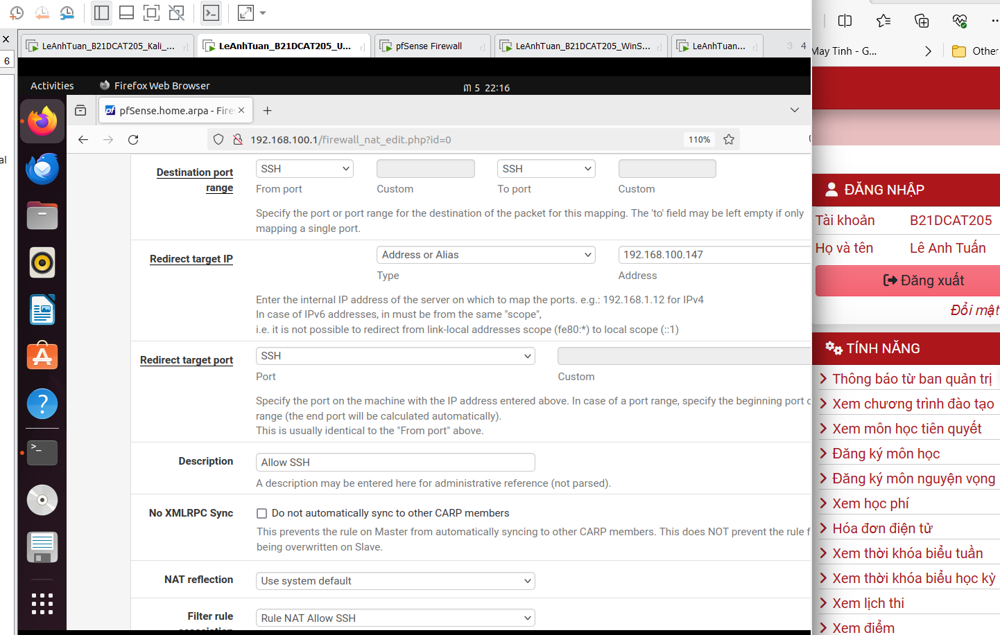 LeAnhTuan_B21DCAT205_Kali_...
LeAnhTuan_B21DCAT205_U...
pfSense Firewall
LeAnhTuan_B21DCAT205_WinS...
LeAnhTuan...
3 4
6
al
Activities
Firefox Web Browser
ต 5 22:16
pfSense.home.arpa - Fire
192.168.100.1/firewall_nat_edit.php?id=0
110%
Destination port range
SSH
SSH
From port
Custom
To port
Custom
Specify the port or port range for the destination of the packet for this mapping. The 'to' field may be left empty if only
mapping a single port.
Redirect target IP
Address or Alias
192.168.100.147
Type
Address
Enter the internal IP address of the server on which to map the ports. e.g.: 192.168.1.12 for IPv4
In case of IPv6 addresses, in must be from the same "scope",
i.e. it is not possible to redirect from link-local addresses scope (fe80:*) to local scope (::1)
Redirect target port
SSH
Port
Custom
Specify the port on the machine with the IP address entered above. In case of a port range, specify the beginning port o
range (the end port will be calculated automatically).
This is usually identical to the "From port" above.
Description
Allow SSH
A description may be entered here for administrative reference (not parsed).
No XMLRPC Sync
Do not automatically sync to other CARP members
This prevents the rule on Master from automatically syncing to other CARP members. This does NOT prevent the rule f
being overwritten on Slave.
NAT reflection
Use system default
Filter rule
association
Rule NAT Allow SSH
May Tinh - G...
Other
ĐĂNG NHẬP
Tài khoản B21DCAT205
Họ và tên Lê Anh Tuấn
Đăng xuất
Đổi mật
TÍNH NĂNG
Thông báo từ ban quản trị
Xem chương trình đào tạo
Xem môn học tiên quyết
Đăng ký môn học
Đăng ký môn nguyện vọng
Xem học phí
Hóa đơn điện tử
Xem thời khóa biểu tuần
Xem thời khóa biểu học kỳ
Xem lịch thi
Xem điểm